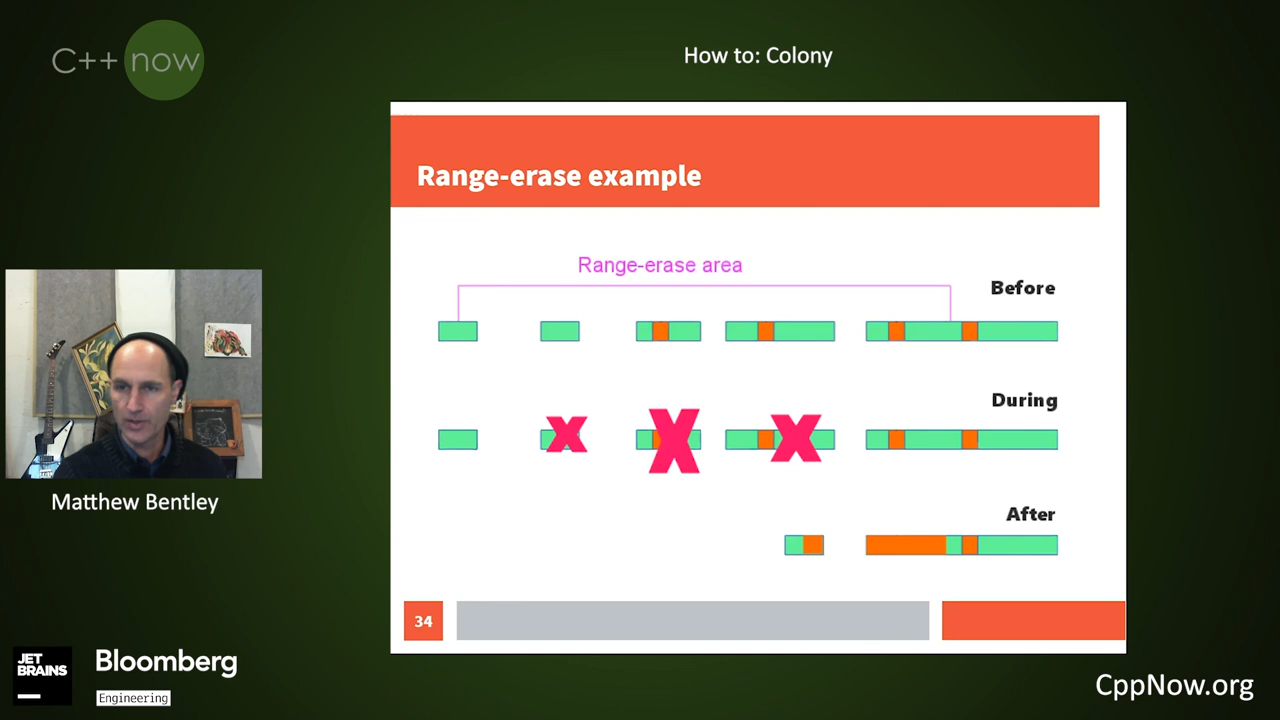 C++ now
How to: Colony
Range-erase example
Range-erase area
Before
During
After
34
Matthew Bentley
JET
BRAINS
Bloomberg
Engineering
CppNow.org